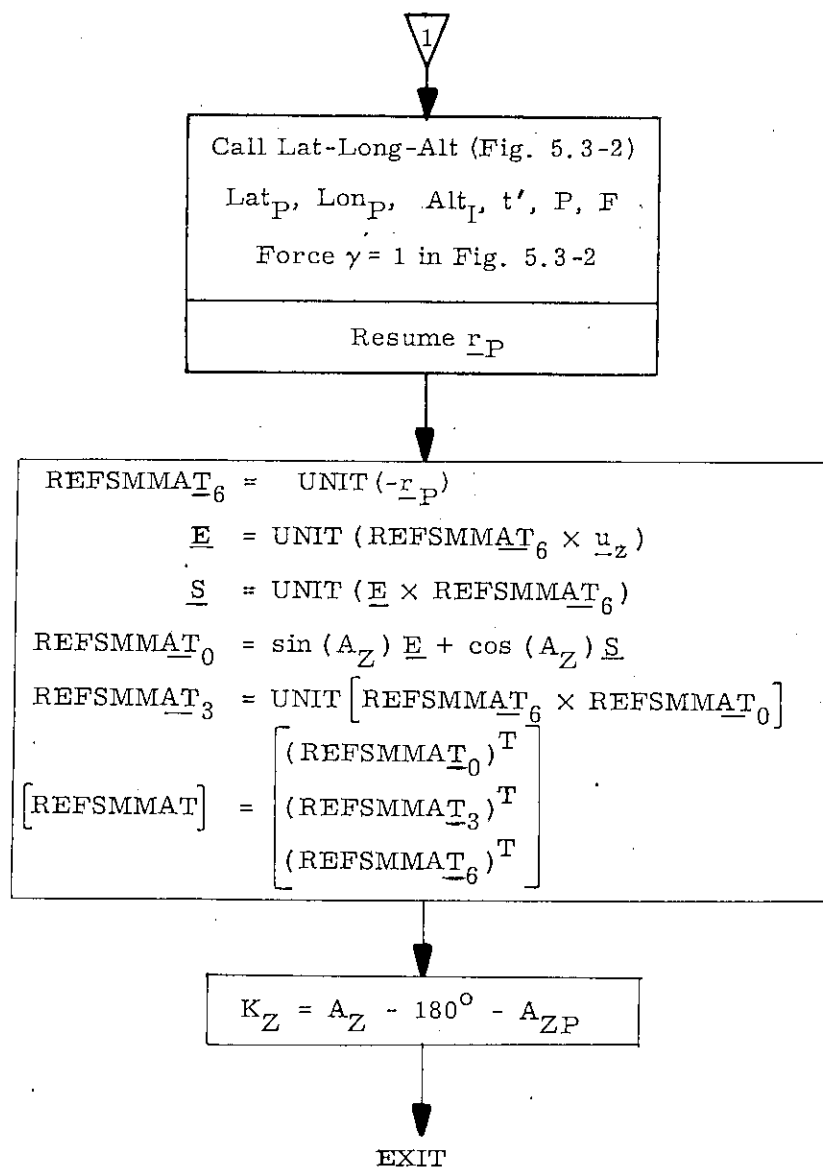 1
Call Lat-Long-Alt (Fig. 5.3-2)
Lat_P, Lon_P, Alt_I, t′, P, F
Force γ = 1 in Fig. 5.3-2
Resume r_P
REFSMMAT_6 = UNIT (-r_P)
E = UNIT (REFSMMAT_6 × u_z)
S = UNIT (E × REFSMMAT_6)
REFSMMAT_0 = sin (A_Z) E + cos (A_Z) S
REFSMMAT_3 = UNIT [REFSMMAT_6 × REFSMMAT_0]
[REFSMMAT] = [(REFSMMAT_0)^T
(REFSMMAT_3)^T
(REFSMMAT_6)^T]
K_Z = A_Z - 180° - A_ZP
EXIT